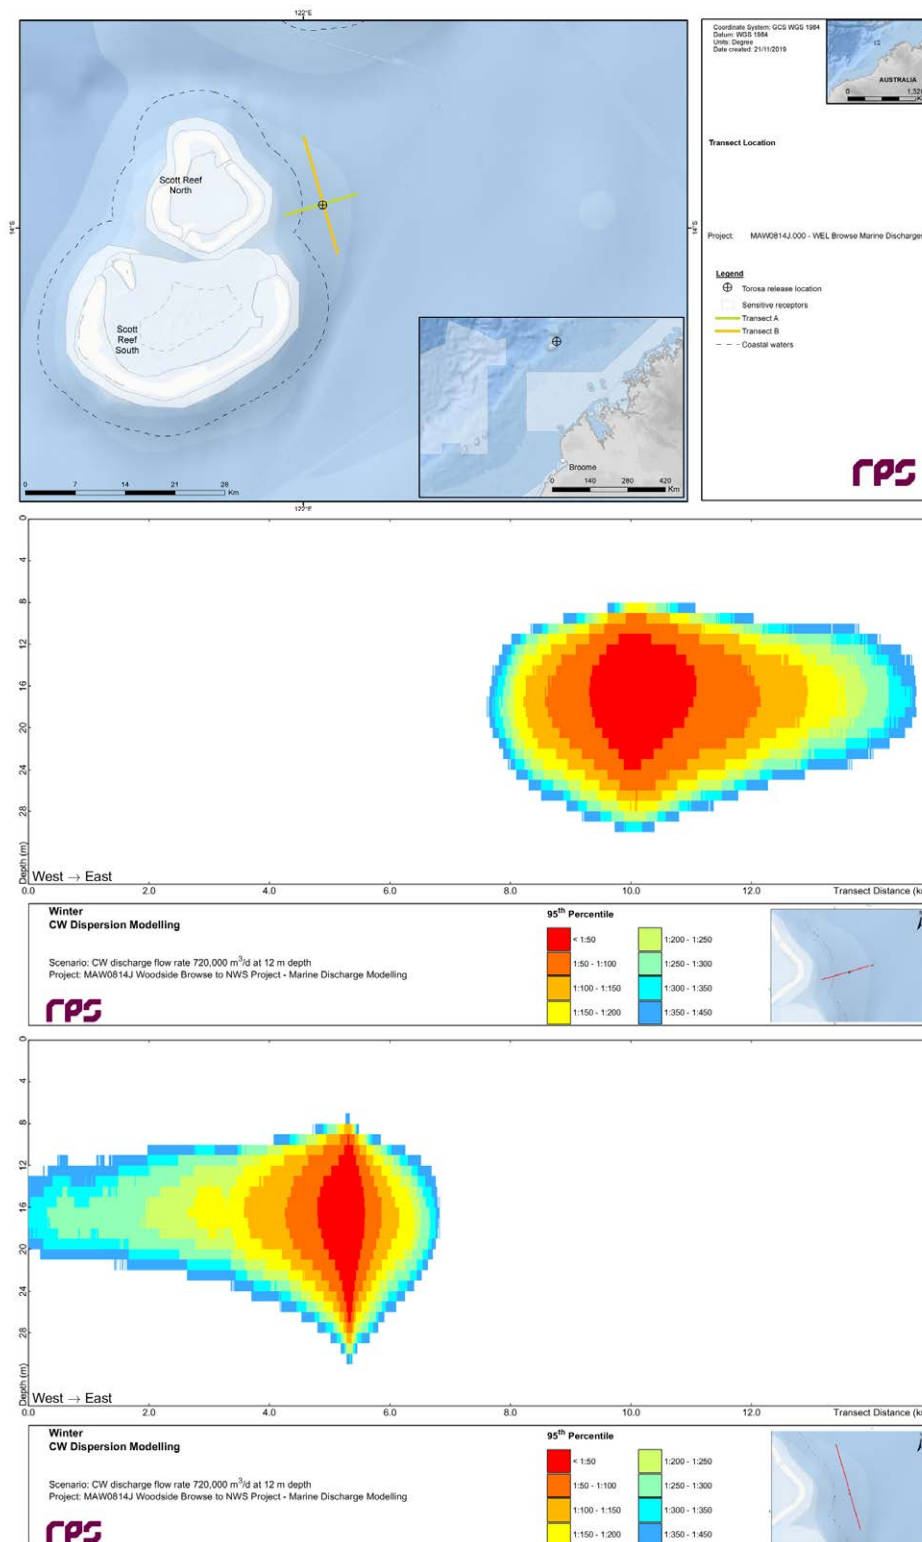 122°E
Coordinate System: GCS WGS 1984
Datum: WGS 1984
Units: Degree
Date created: 21/11/2019
AUSTRALIA
0
Transect Location
Scott Reef
North
14°S
14°S
Project: MAW0814J.000 - WEL Browse Marine Discharges
Legend
Torosa release location
Sensitive receptors
Transect A
Transect B
Coastal waters
Scott
Reef
South
Broome
0 140 280 420
Km
0 7 14 21 28
Km
122°E
rps
0
4
8
12
16
20
24
28
Depth (m)
West → East
0.0 2.0 4.0 6.0 8.0 10.0 12.0 Transect Distance
Winter
CW Dispersion Modelling
Scenario: CW discharge flow rate 720,000 m³/d at 12 m depth
Project: MAW0814J Woodside Browse to NWS Project - Marine Discharge Modelling
rps
95th Percentile
< 1:50
1:50 - 1:100
1:100 - 1:150
1:150 - 1:200
1:200 - 1:250
1:250 - 1:300
1:300 - 1:350
1:350 - 1:450
0
4
8
12
16
20
24
28
Depth (m)
West → East
0.0 2.0 4.0 6.0 8.0 10.0 12.0 Transect Distance
Winter
CW Dispersion Modelling
Scenario: CW discharge flow rate 720,000 m³/d at 12 m depth
Project: MAW0814J Woodside Browse to NWS Project - Marine Discharge Modelling
rps
95th Percentile
< 1:50
1:50 - 1:100
1:100 - 1:150
1:150 - 1:200
1:200 - 1:250
1:250 - 1:300
1:300 - 1:350
1:350 - 1:450